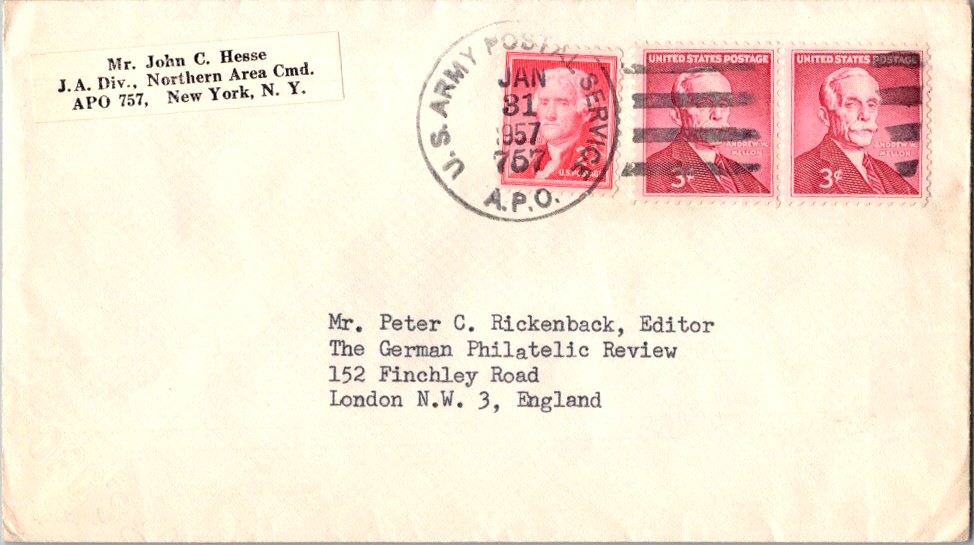 Mr. John C. Hesse
J.A. Div., Northern Area Cmd.
APO 757, New York, N. Y.
U.S. ARMY POSTAL SERVICE
JAN
31
1957
757
A.P.O.
3¢
U.S. POSTAGE
UNITED STATES POSTAGE
ANDREW W. MELLON
3¢
UNITED STATES POSTAGE
ANDREW W. MELLON
3¢
Mr. Peter C. Rickenback, Editor
The German Philatelic Review
152 Finchley Road
London N.W. 3, England